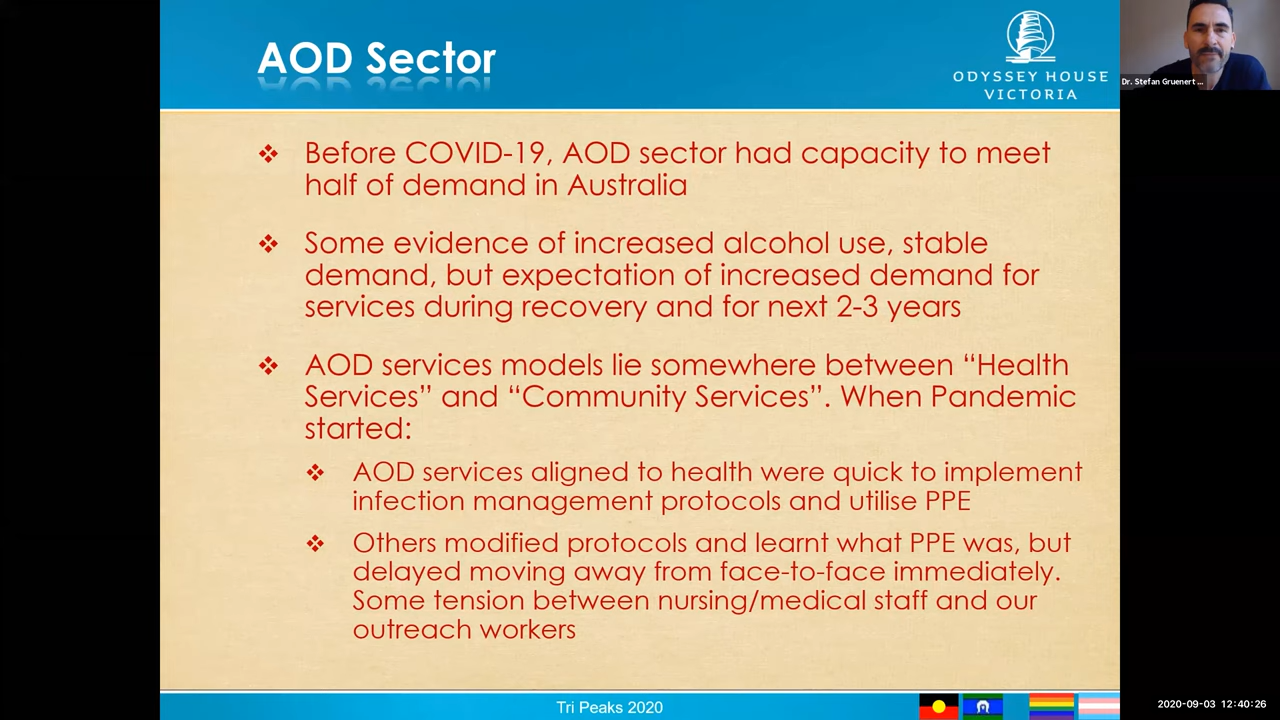 AOD Sector
ODYSSEY HOUSE
VICTORIA
Dr. Stefan Gruenert ...
❖ Before COVID-19, AOD sector had capacity to meet
half of demand in Australia
❖ Some evidence of increased alcohol use, stable
demand, but expectation of increased demand for
services during recovery and for next 2-3 years
❖ AOD services models lie somewhere between “Health
Services” and “Community Services”. When Pandemic
started:
❖ AOD services aligned to health were quick to implement
infection management protocols and utilise PPE
❖ Others modified protocols and learnt what PPE was, but
delayed moving away from face-to-face immediately.
Some tension between nursing/medical staff and our
outreach workers
Tri Peaks 2020
2020-09-03 12:40:26